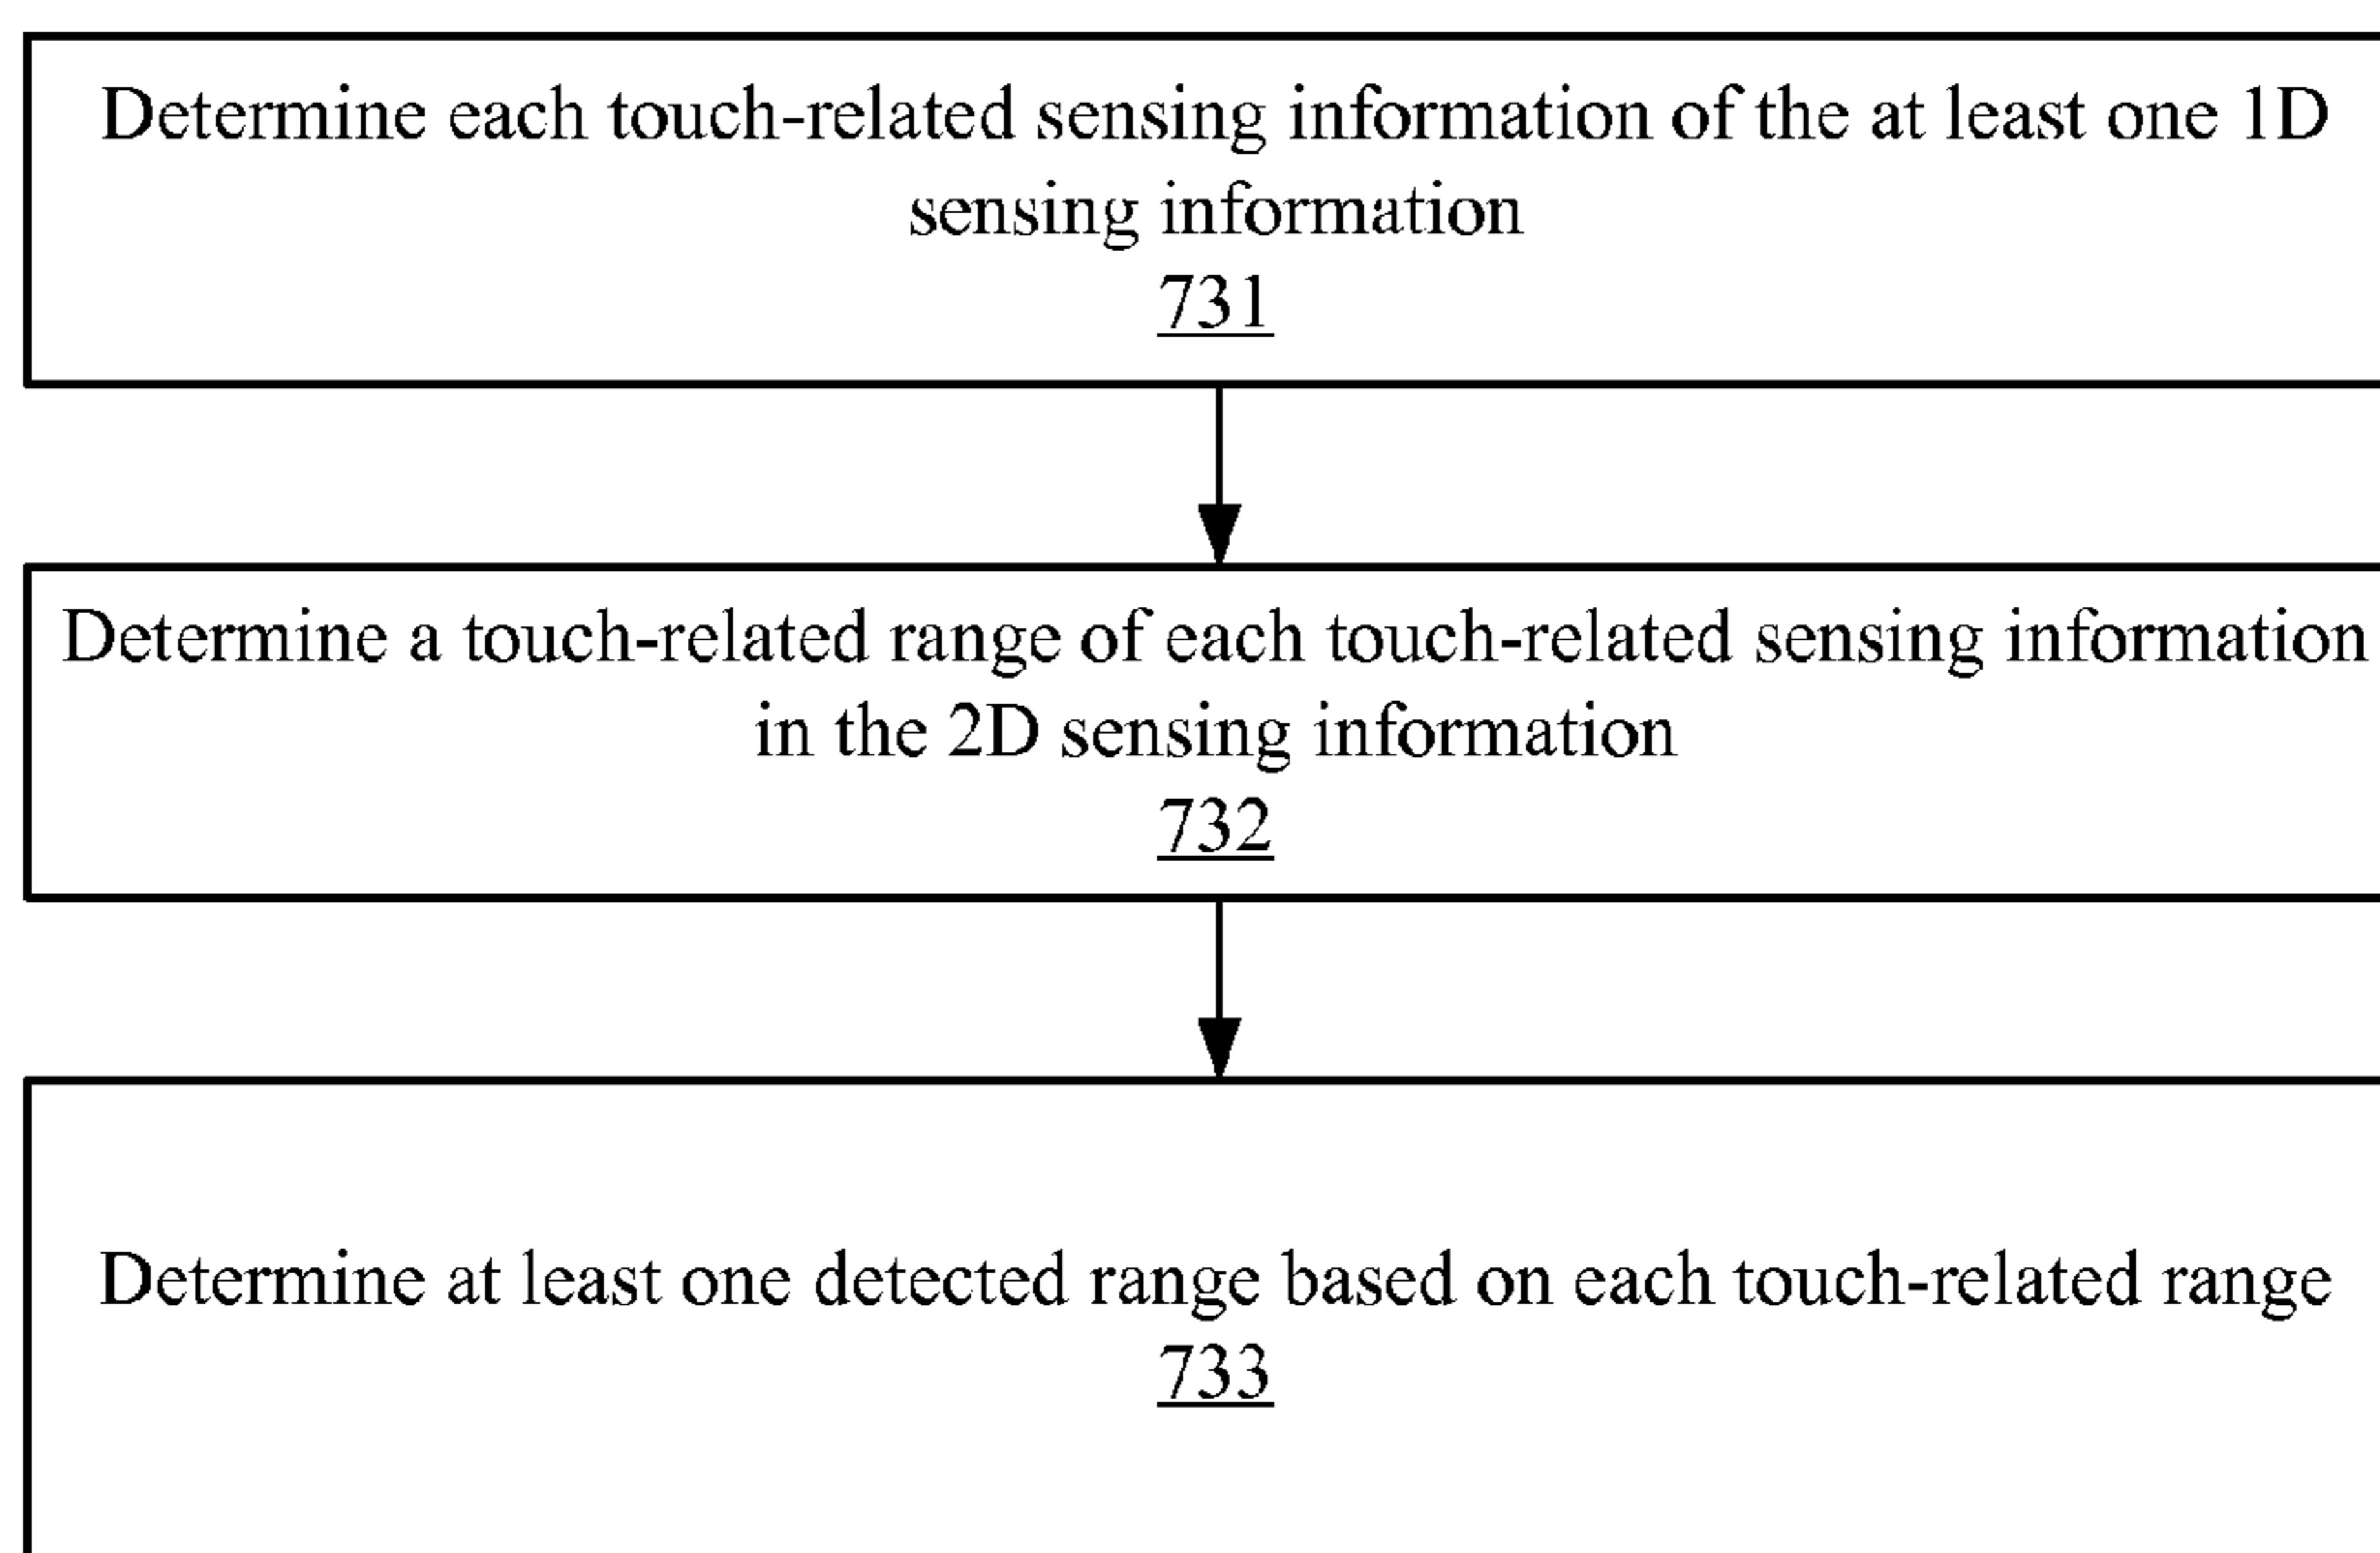 Determine each touch-related sensing information of the at least one 1D
sensing information
731
Determine a touch-related range of each touch-related sensing information
in the 2D sensing information
732
Determine at least one detected range based on each touch-related range
733